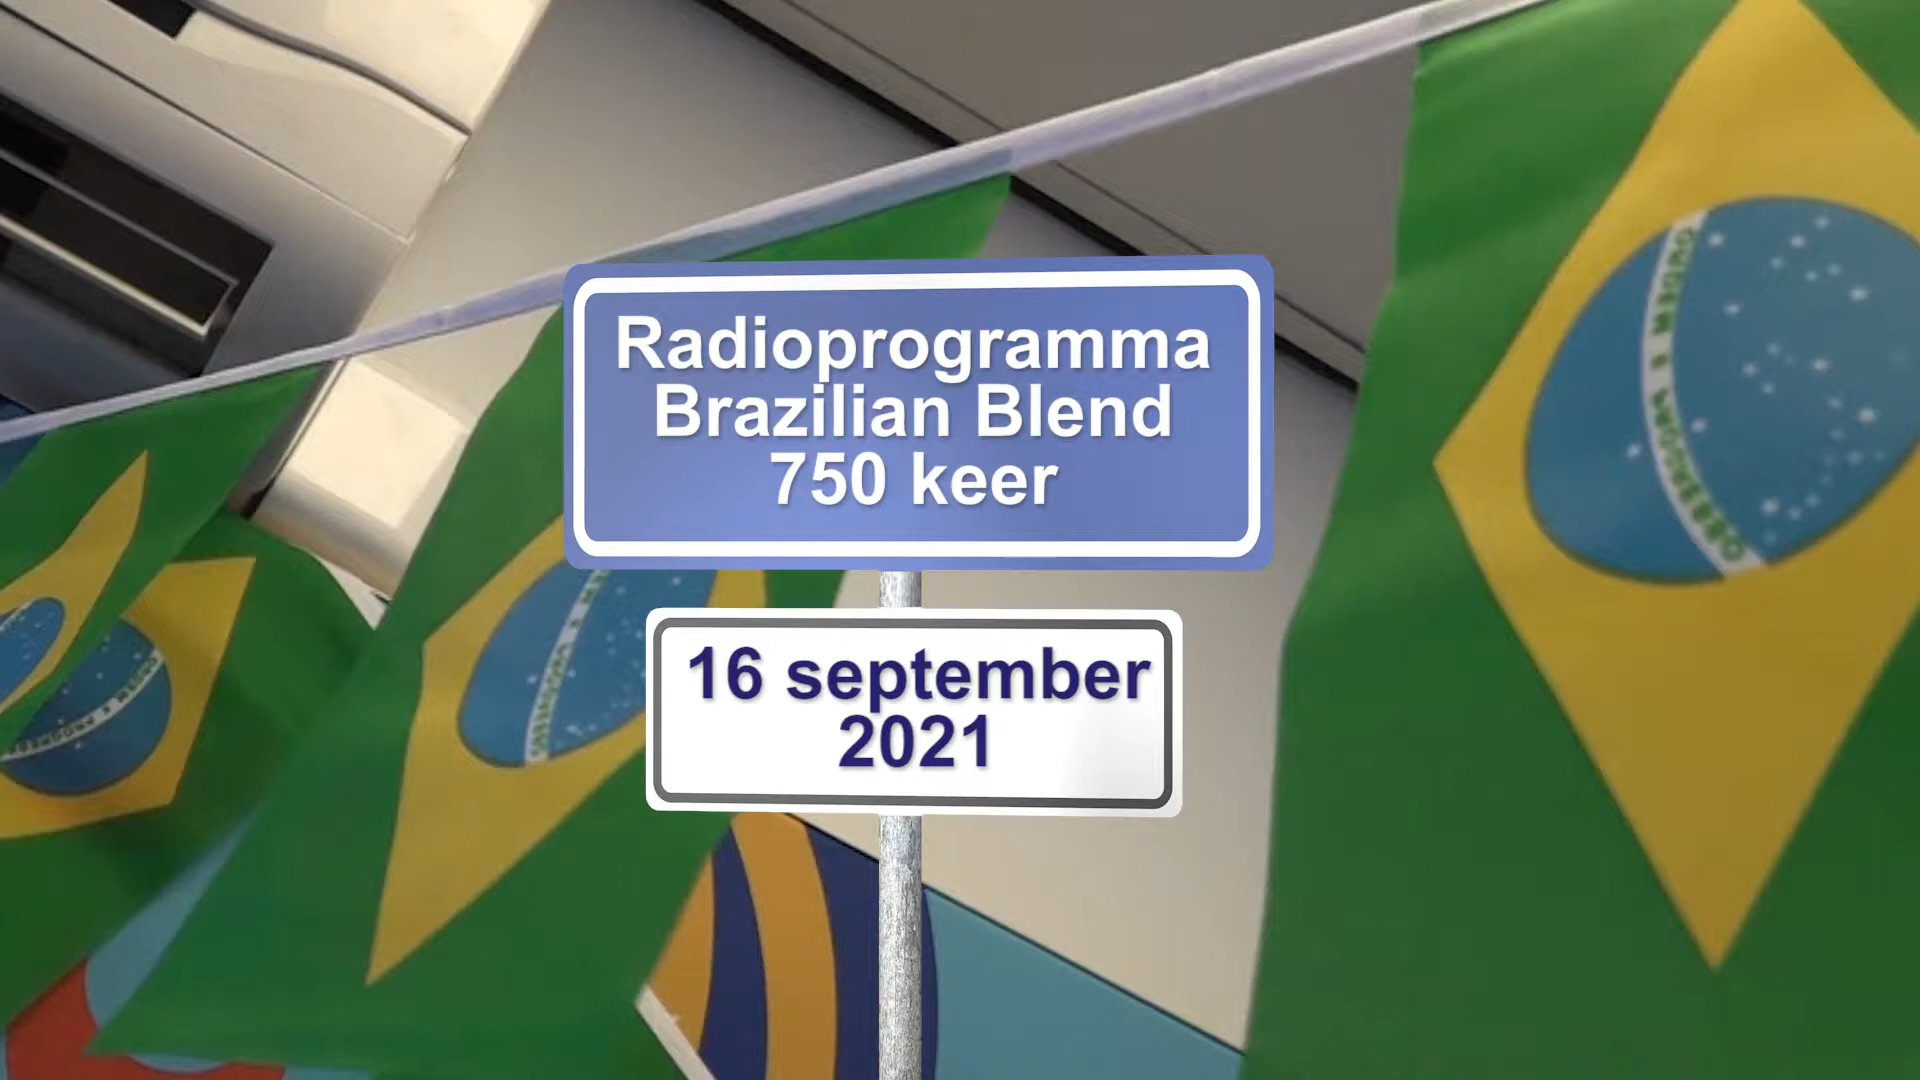 Radioprogramma
Brazilian Blend
750 keer
16 september
2021